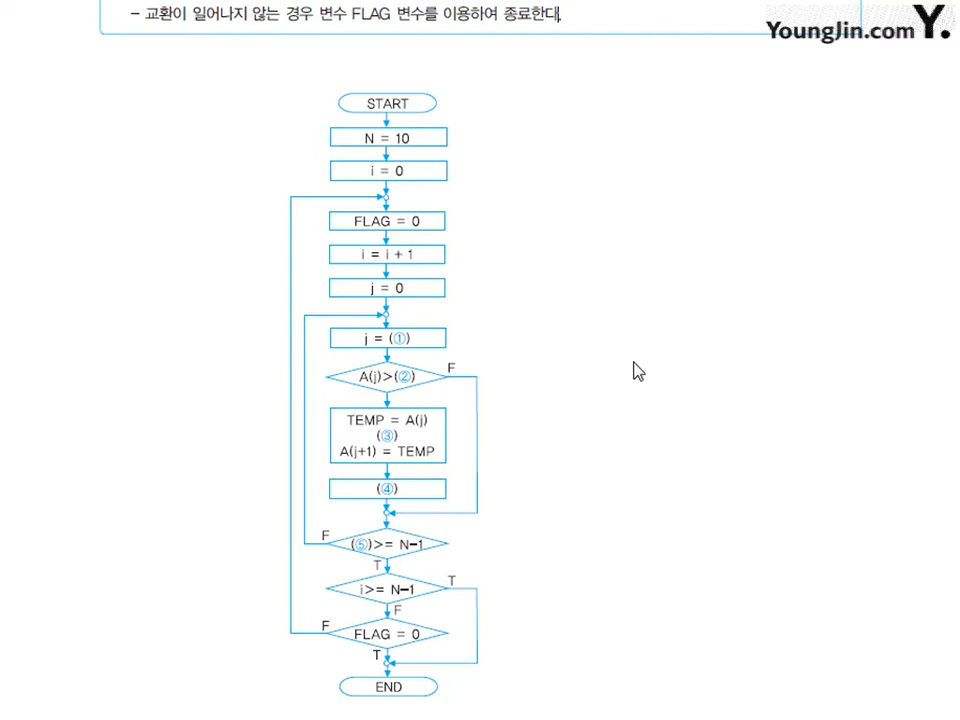 - 교환이 일어나지 않는 경우 변수 FLAG 변수를 이용하여 종료한다.
YoungJin.com Y.
START
N = 10
i = 0
FLAG = 0
i = i + 1
j = 0
j = (①)
A(j)>(②)
F
TEMP = A(j)
(③)
A(j+1) = TEMP
(④)
F
(⑤)>= N-1
T
i>= N-1
T
F
F
FLAG = 0
T
END